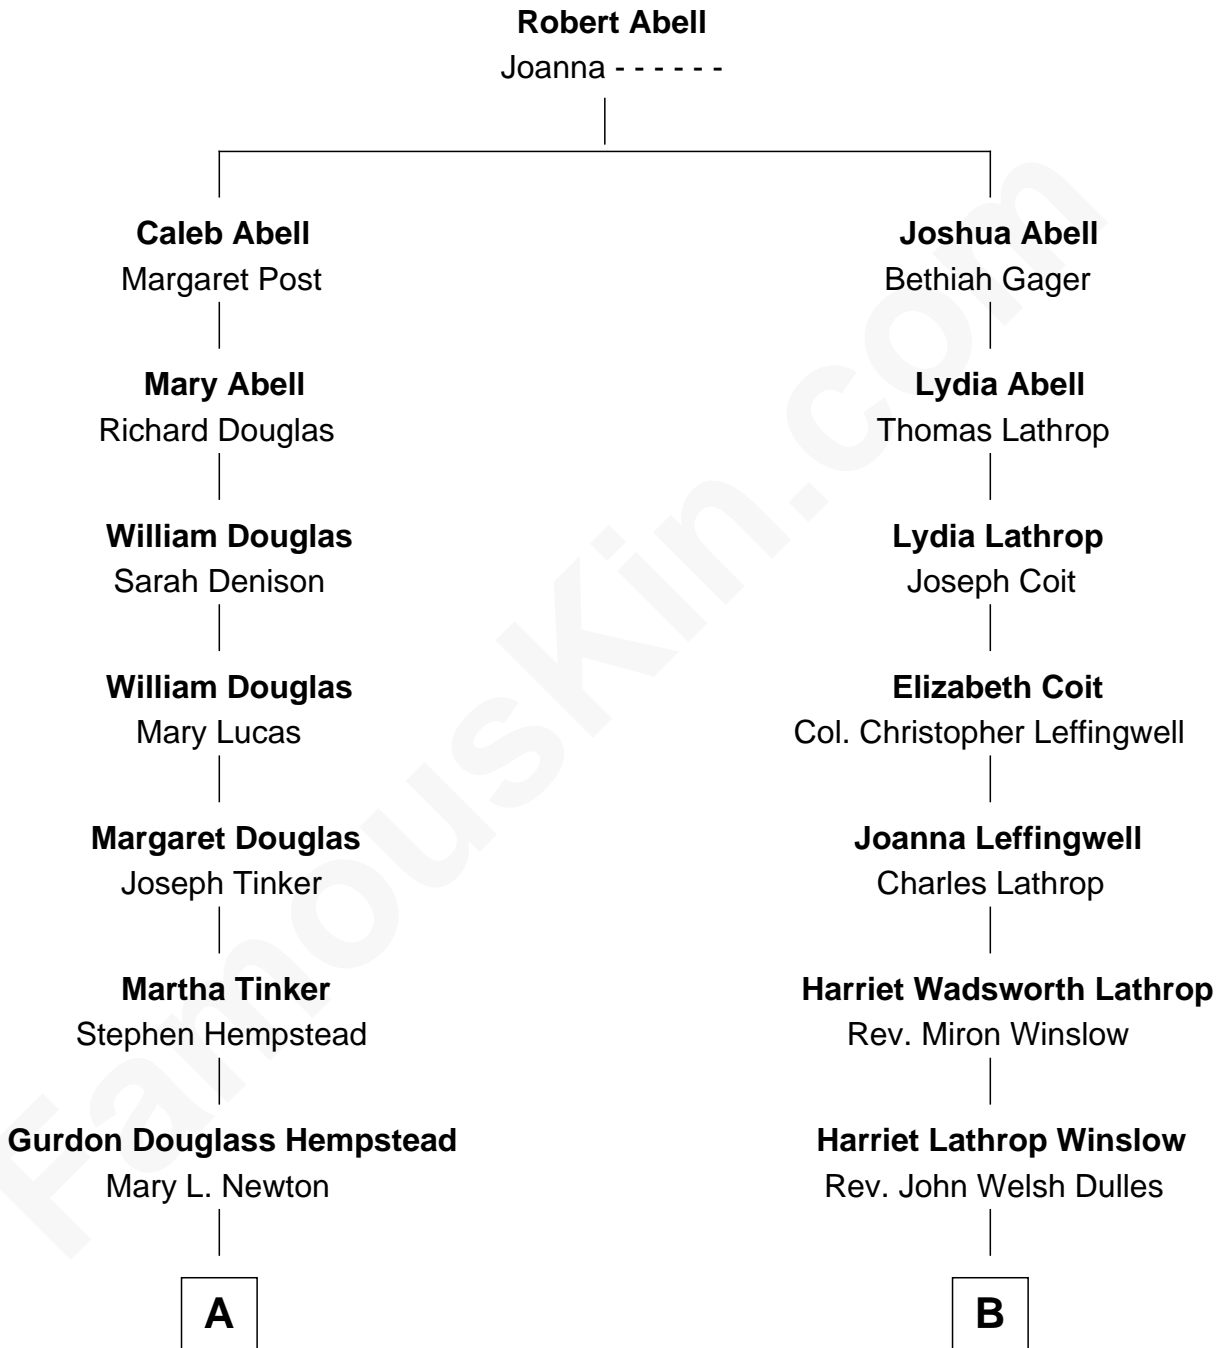 Robert Abell
Joanna - - - - - -
Caleb Abell
Margaret Post
Joshua Abell
Bethiah Gager
Mary Abell
Richard Douglas
Lydia Abell
Thomas Lathrop
William Douglas
Sarah Denison
Lydia Lathrop
Joseph Coit
William Douglas
Mary Lucas
Elizabeth Coit
Col. Christopher Leffingwell
Margaret Douglas
Joseph Tinker
Joanna Leffingwell
Charles Lathrop
Martha Tinker
Stephen Hempstead
Harriet Wadsworth Lathrop
Rev. Miron Winslow
Gurdon Douglass Hempstead
Mary L. Newton
Harriet Lathrop Winslow
Rev. John Welsh Dulles
A
B
FamousKin.com